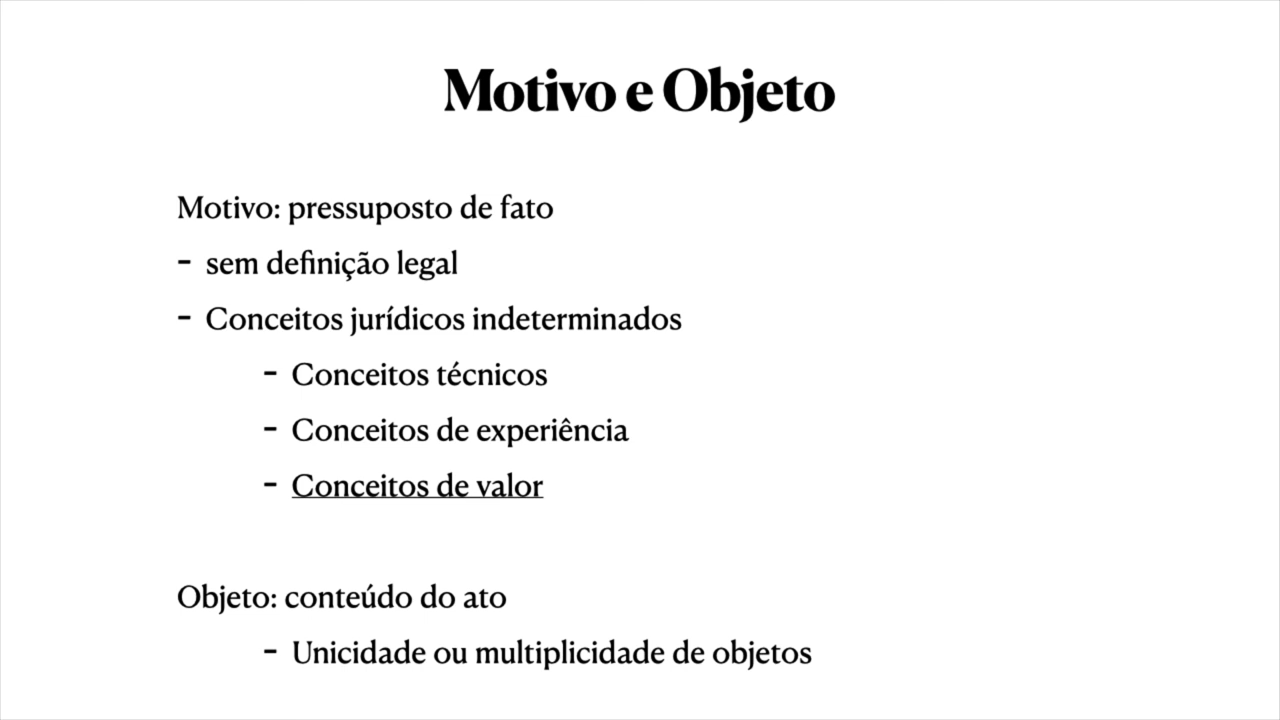 Motivo e Objeto
Motivo: pressuposto de fato
- sem definição legal
- Conceitos jurídicos indeterminados
- Conceitos técnicos
- Conceitos de experiência
- Conceitos de valor
Objeto: conteúdo do ato
- Unicidade ou multiplicidade de objetos